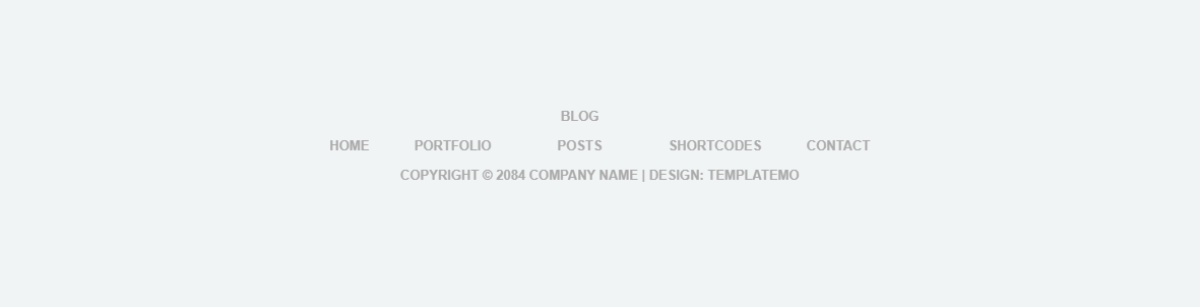 BLOG
HOME PORTFOLIO POSTS SHORTCODES CONTACT
COPYRIGHT © 2084 COMPANY NAME | DESIGN: TEMPLATEMO